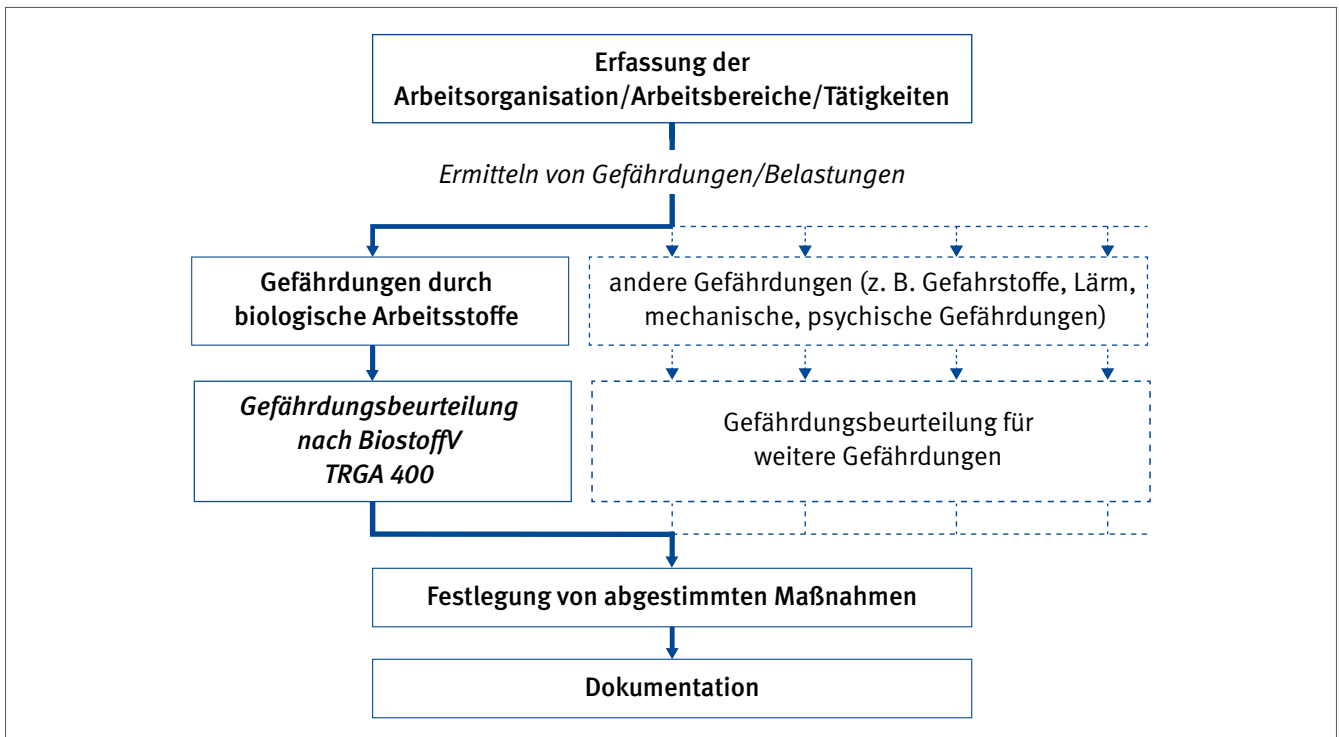 Erfassung der
Arbeitsorganisation/Arbeitsbereiche/Tätigkeiten
Ermitteln von Gefährdungen/Belastungen
Gefährdungen durch
biologische Arbeitsstoffe
andere Gefährdungen (z. B. Gefahrstoffe, Lärm,
mechanische, psychische Gefährdungen)
Gefährdungsbeurteilung
nach BiostoffV
TRGA 400
Gefährdungsbeurteilung für
weitere Gefährdungen
Festlegung von abgestimmten Maßnahmen
Dokumentation